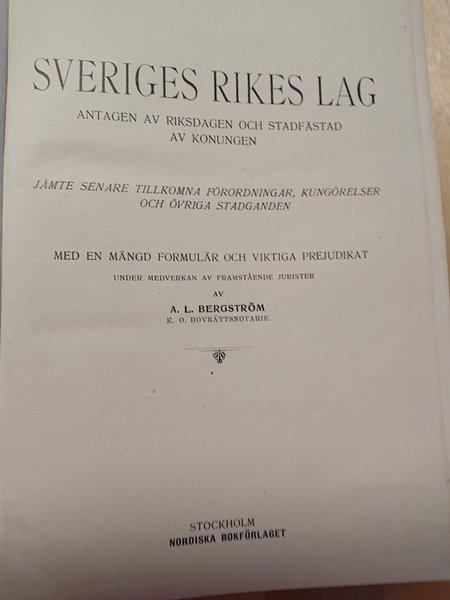 SVERIGES RIKES LAG
ANTAGEN AV RIKSDAGEN OCH STADFÄSTAD
AV KONUNGEN
JÄMTE SENARE TILLKOMNA FÖRORDNINGAR, KUNGÖRELSER
OCH ÖVRIGA STADGANDEN
MED EN MÄNGD FORMULÄR OCH VIKTIGA PREJUDIKAT
UNDER MEDVERKAN AV FRAMSTÅENDE JURISTER
AV
A. L. BERGSTRÖM
E. O. HOVRÄTTSNOTARIE.
STOCKHOLM
NORDISKA BOKFÖRLAGET